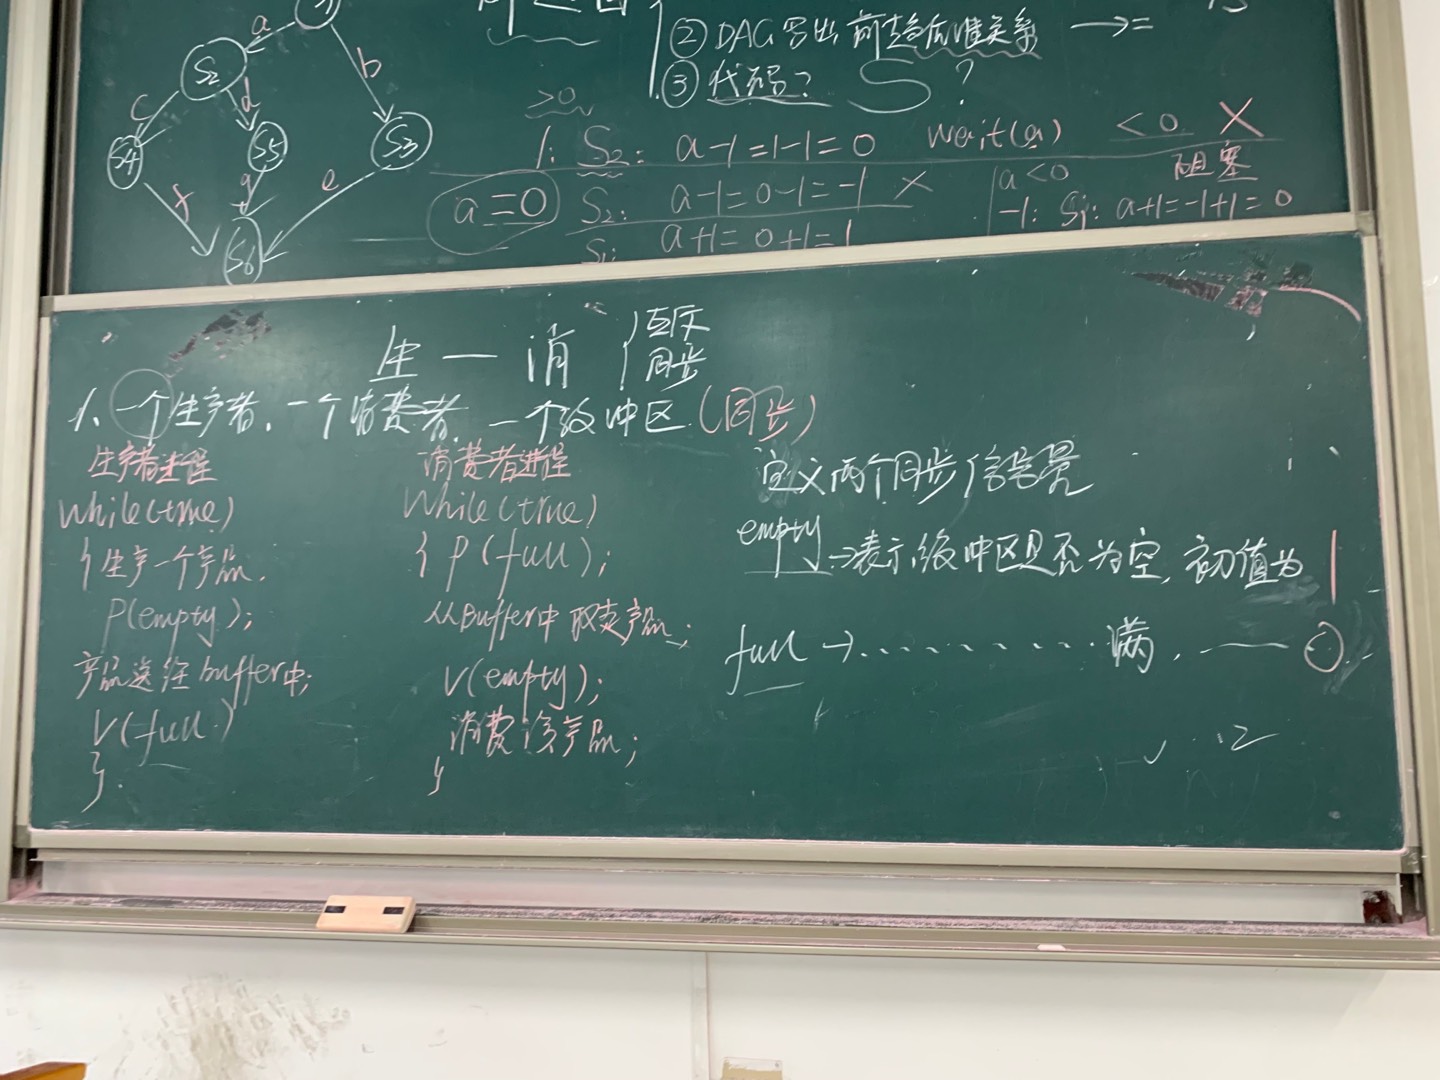 a
b
c
d
e
f
g
S2
S3
S4
S5
S6
② DAG写出前趋后继关系 →=
③ 代码? S ?
>0
1: S2: a-1=1-1=0 wait(a) <0 X
a=0 S2: a-1=0-1=-1 × a<0 阻塞
S1: a+1=0+1=1 -1: S1: a+1=-1+1=0
生一消 { 互斥
同步
1、一个生产者、一个消费者、一个缓冲区(同步)
生产者进程
while(true)
{生产一个产品.
P(empty);
产品送往buffer中;
V(full)
}.
消费者进程
While(true)
{P(full);
从Buffer中取走产品;
V(empty);
消费该产品;
}
定义两个同步信号量
empty→表示缓冲区是否为空,初值为1
full →.......... 满, —— 0.